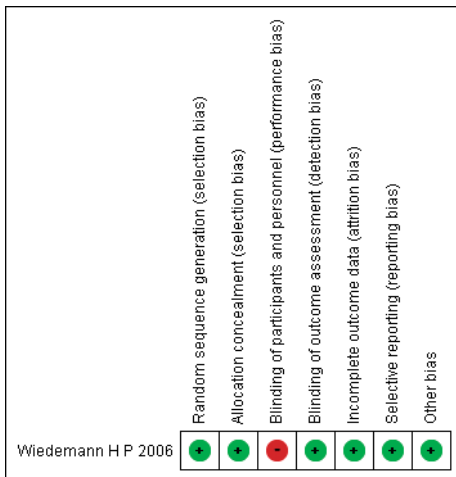 Random sequence generation (selection bias)
Allocation concealment (selection bias)
Blinding of participants and personnel (performance bias)
Blinding of outcome assessment (detection bias)
Incomplete outcome data (attrition bias)
Selective reporting (reporting bias)
Other bias
Wiedemann H P 2006 + + - + + + +